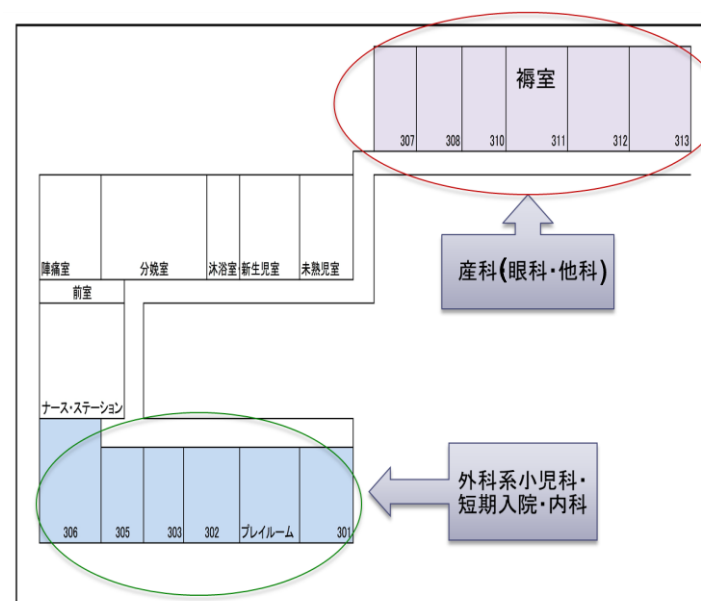 褥室
307 308 310 311 312 313
産科(眼科・他科)
陣痛室 分娩室 沐浴室 新生児室 未熟児室
前室
ナース・ステーション
外科系小児科・
短期入院・内科
306 305 303 302 プレイルーム 301